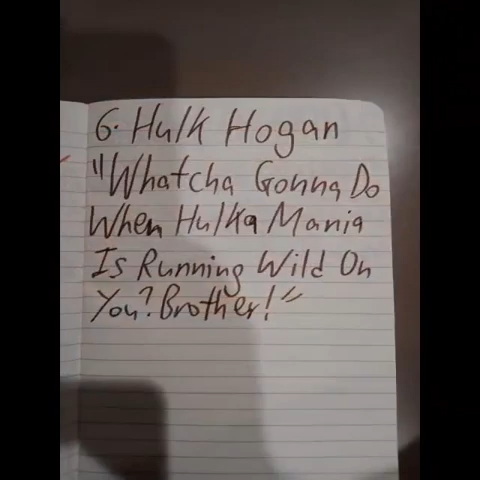 6. Hulk Hogan
"Whatcha Gonna Do
When Hulka Mania
Is Running Wild On
You? Brother!"